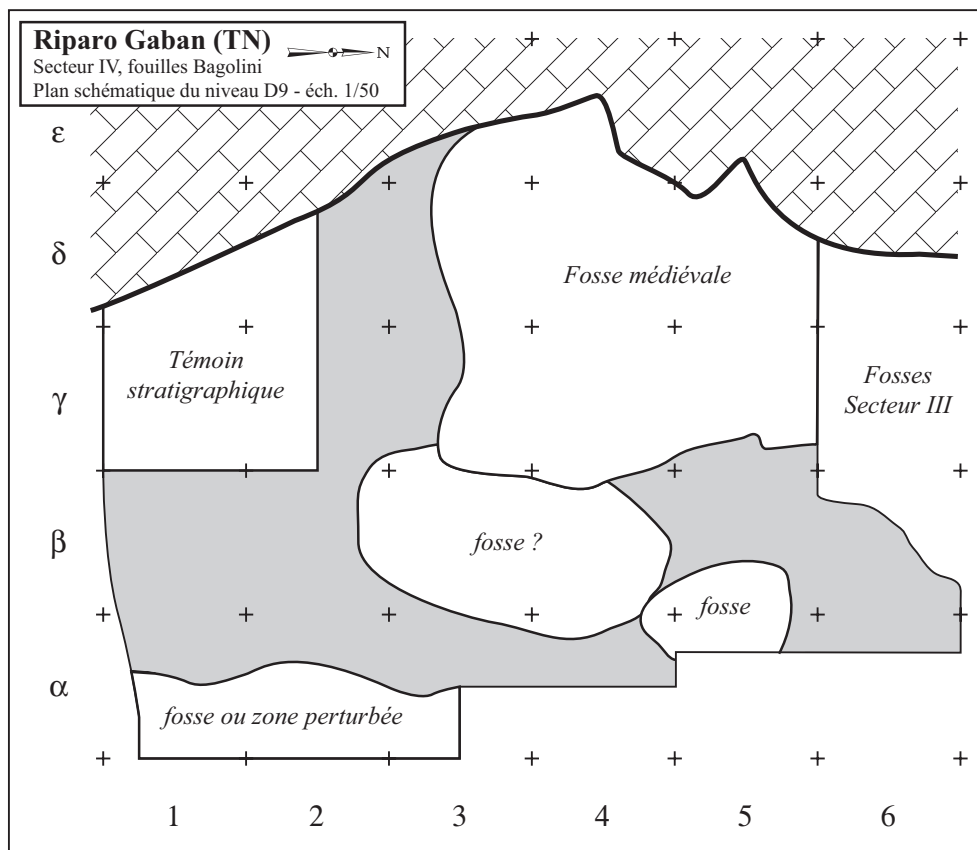 Riparo Gaban (TN)
N
Secteur IV, fouilles Bagolini
Plan schématique du niveau D9 - éch. 1/50
ε
δ
Fosse médiévale
Témoin
stratigraphique
γ
Fosses
Secteur III
β
fosse ?
fosse
α
fosse ou zone perturbée
1 2 3 4 5 6